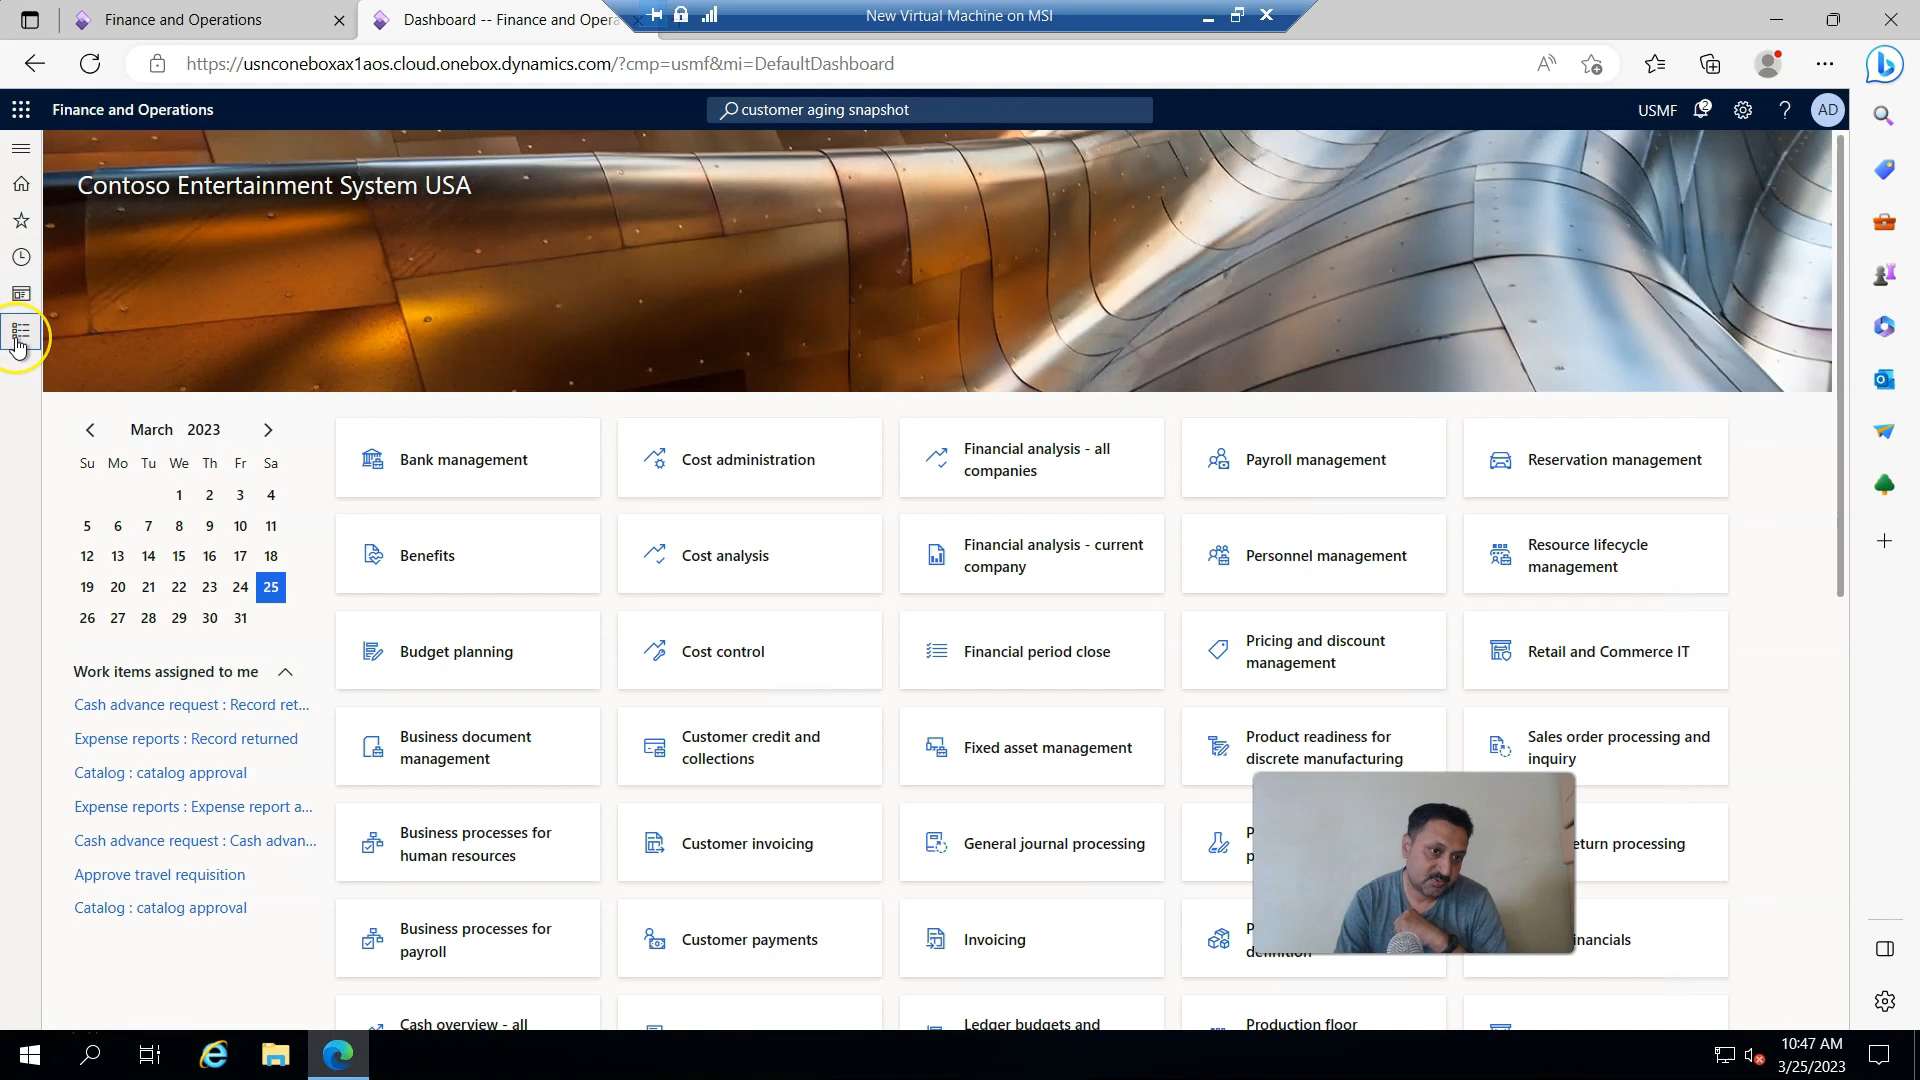 Finance and Operations
Dashboard -- Finance and Opera
New Virtual Machine on MSI
https://usnconeboxax1aos.cloud.onebox.dynamics.com/?cmp=usmf&mi=DefaultDashboard
Finance and Operations
customer aging snapshot
USMF
2
AD
Contoso Entertainment System USA
March 2023
Su Mo Tu We Th Fr Sa
1 2 3 4
5 6 7 8 9 10 11
12 13 14 15 16 17 18
19 20 21 22 23 24 25
26 27 28 29 30 31
Work items assigned to me
Cash advance request : Record ret...
Expense reports : Record returned
Catalog : catalog approval
Expense reports : Expense report a...
Cash advance request : Cash advan...
Approve travel requisition
Catalog : catalog approval
Bank management
Cost administration
Financial analysis - all
companies
Payroll management
Reservation management
Benefits
Cost analysis
Financial analysis - current
company
Personnel management
Resource lifecycle
management
Budget planning
Cost control
Financial period close
Pricing and discount
management
Retail and Commerce IT
Business document
management
Customer credit and
collections
Fixed asset management
Product readiness for
discrete manufacturing
Sales order processing and
inquiry
Business processes for
human resources
Customer invoicing
General journal processing
processing
Business processes for
payroll
Customer payments
Invoicing
Cash overview - all
Ledger budgets and
Production floor
10:47 AM
3/25/2023